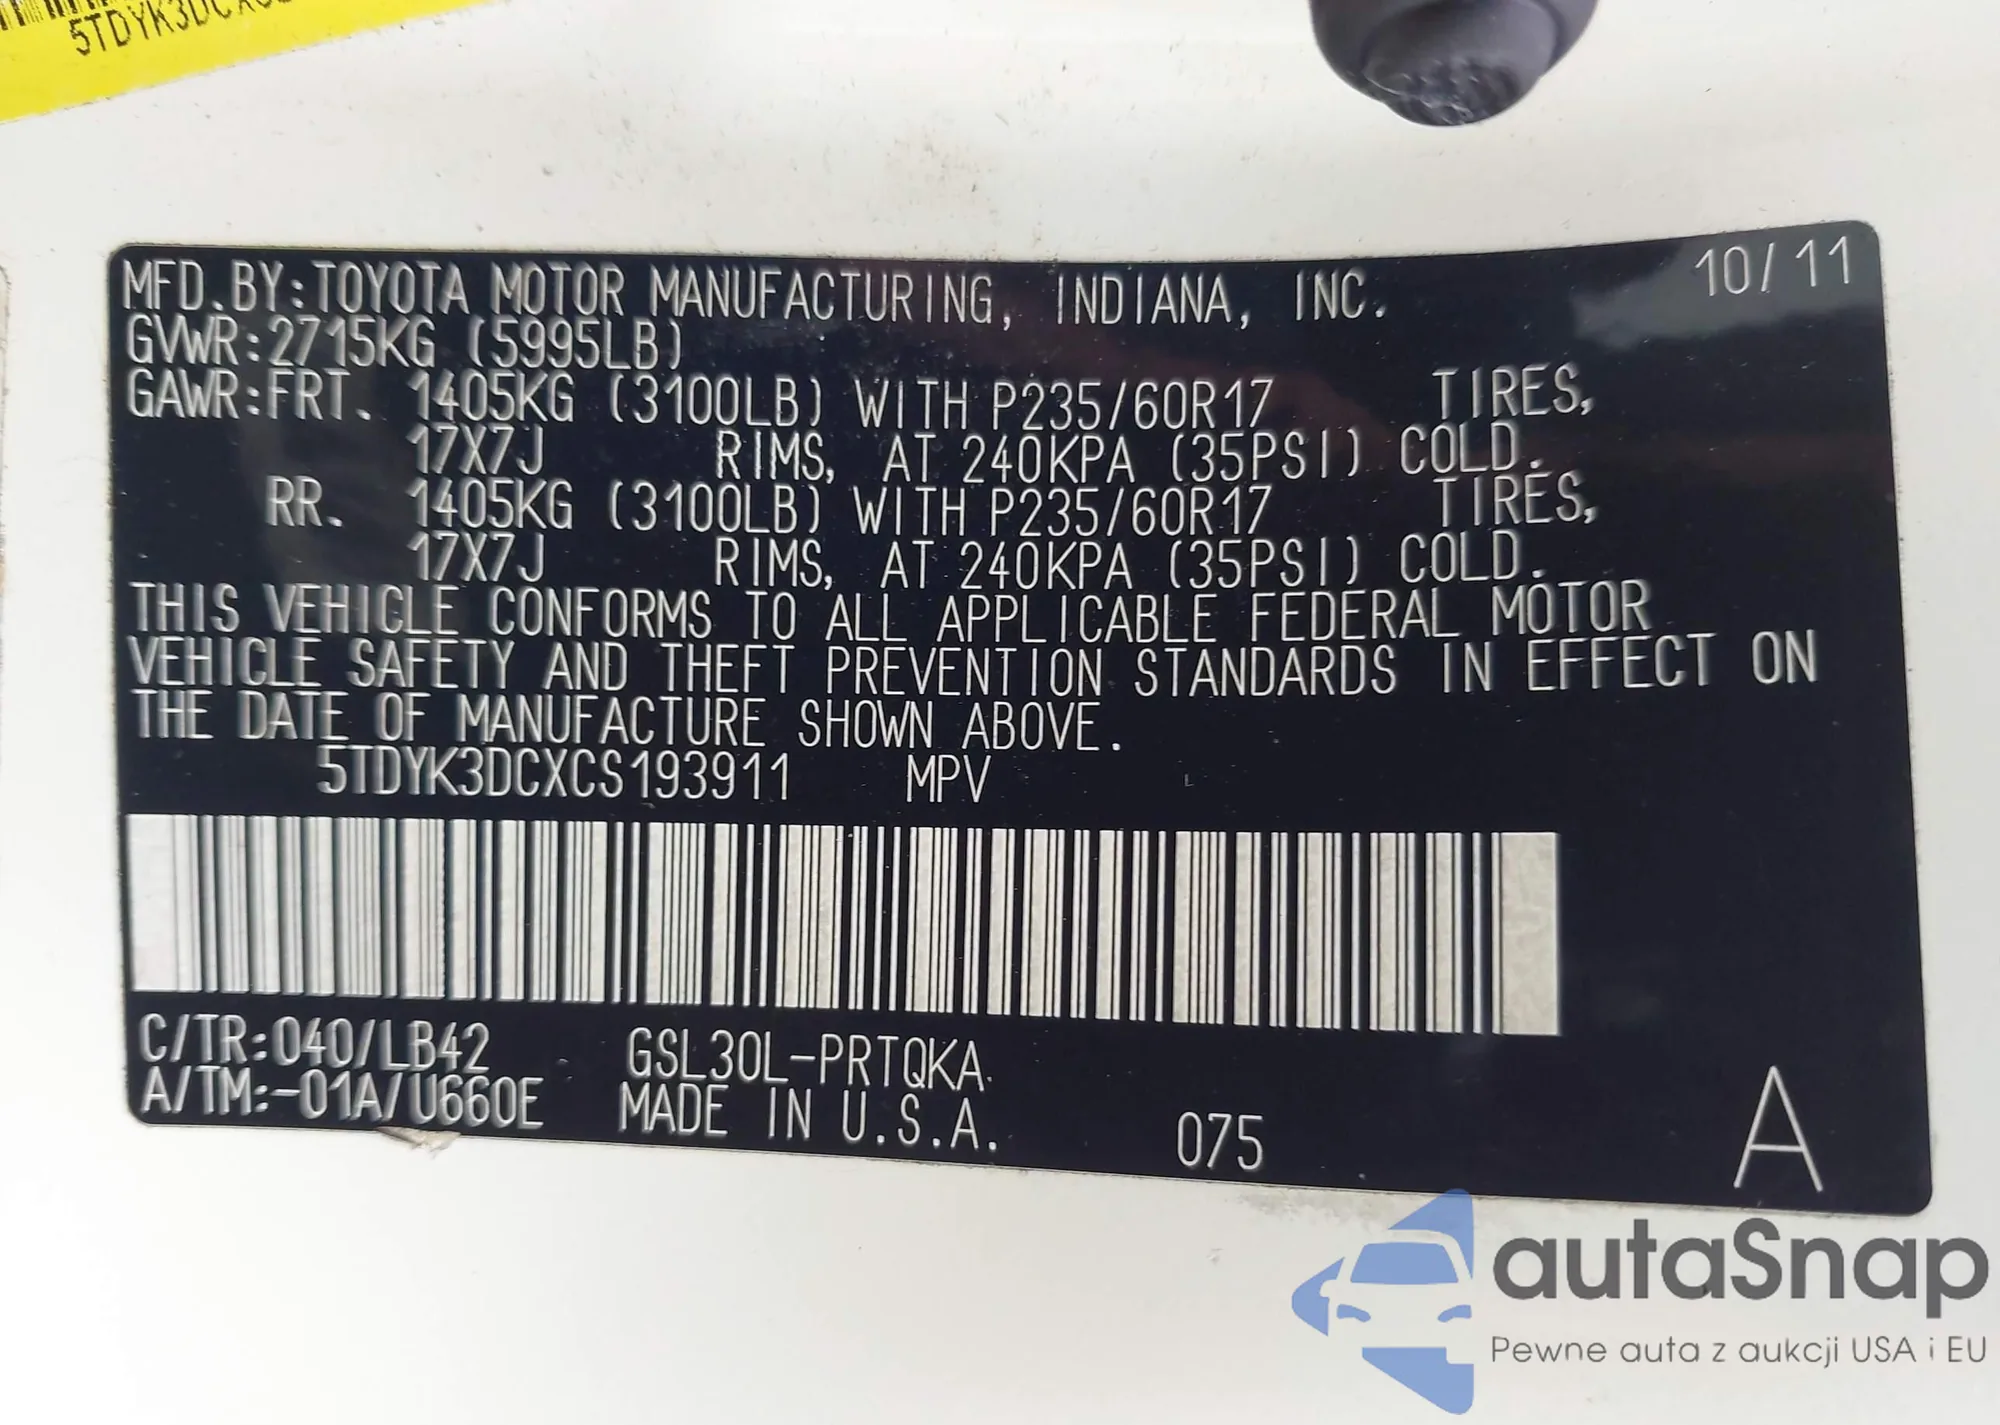 5TDYK3DCX
10/11
MFD.BY:TOYOTA MOTOR MANUFACTURING, INDIANA, INC.
GVWR:2715KG (5995LB)
GAWR:FRT. 1405KG (3100LB) WITH P235/60R17 TIRES,
17X7J RIMS, AT 240KPA (35PSI) COLD.
RR. 1405KG (3100LB) WITH P235/60R17 TIRES,
17X7J RIMS, AT 240KPA (35PSI) COLD.
THIS VEHICLE CONFORMS TO ALL APPLICABLE FEDERAL MOTOR
VEHICLE SAFETY AND THEFT PREVENTION STANDARDS IN EFFECT ON
THE DATE OF MANUFACTURE SHOWN ABOVE.
5TDYK3DCXCS193911 MPV
C/TR:040/LB42 GSL30L-PRTQKA
A/TM:-01A/U660E MADE IN U.S.A. 075 A
autaSnap
Pewne auta z aukcji USA i EU